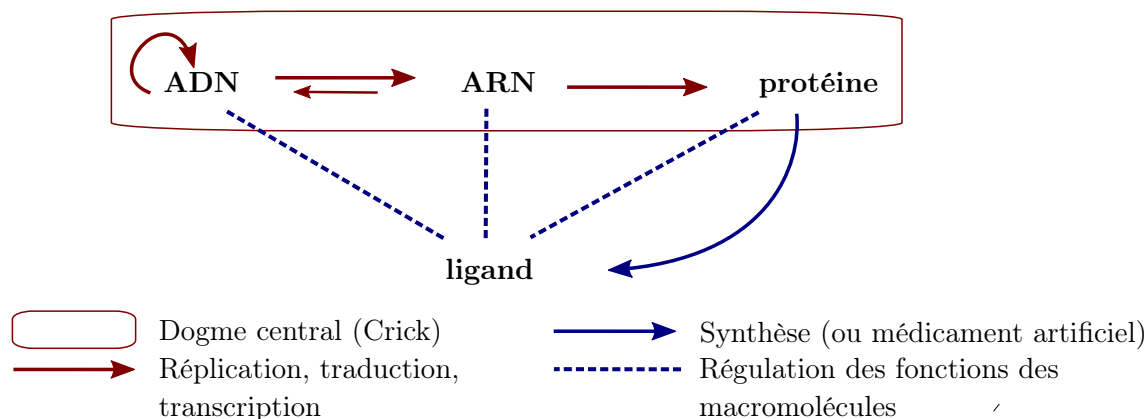 ADN ARN protéine
ligand
Dogme central (Crick)
Réplication, traduction,
transcription
Synthèse (ou médicament artificiel)
Régulation des fonctions des
macromolécules